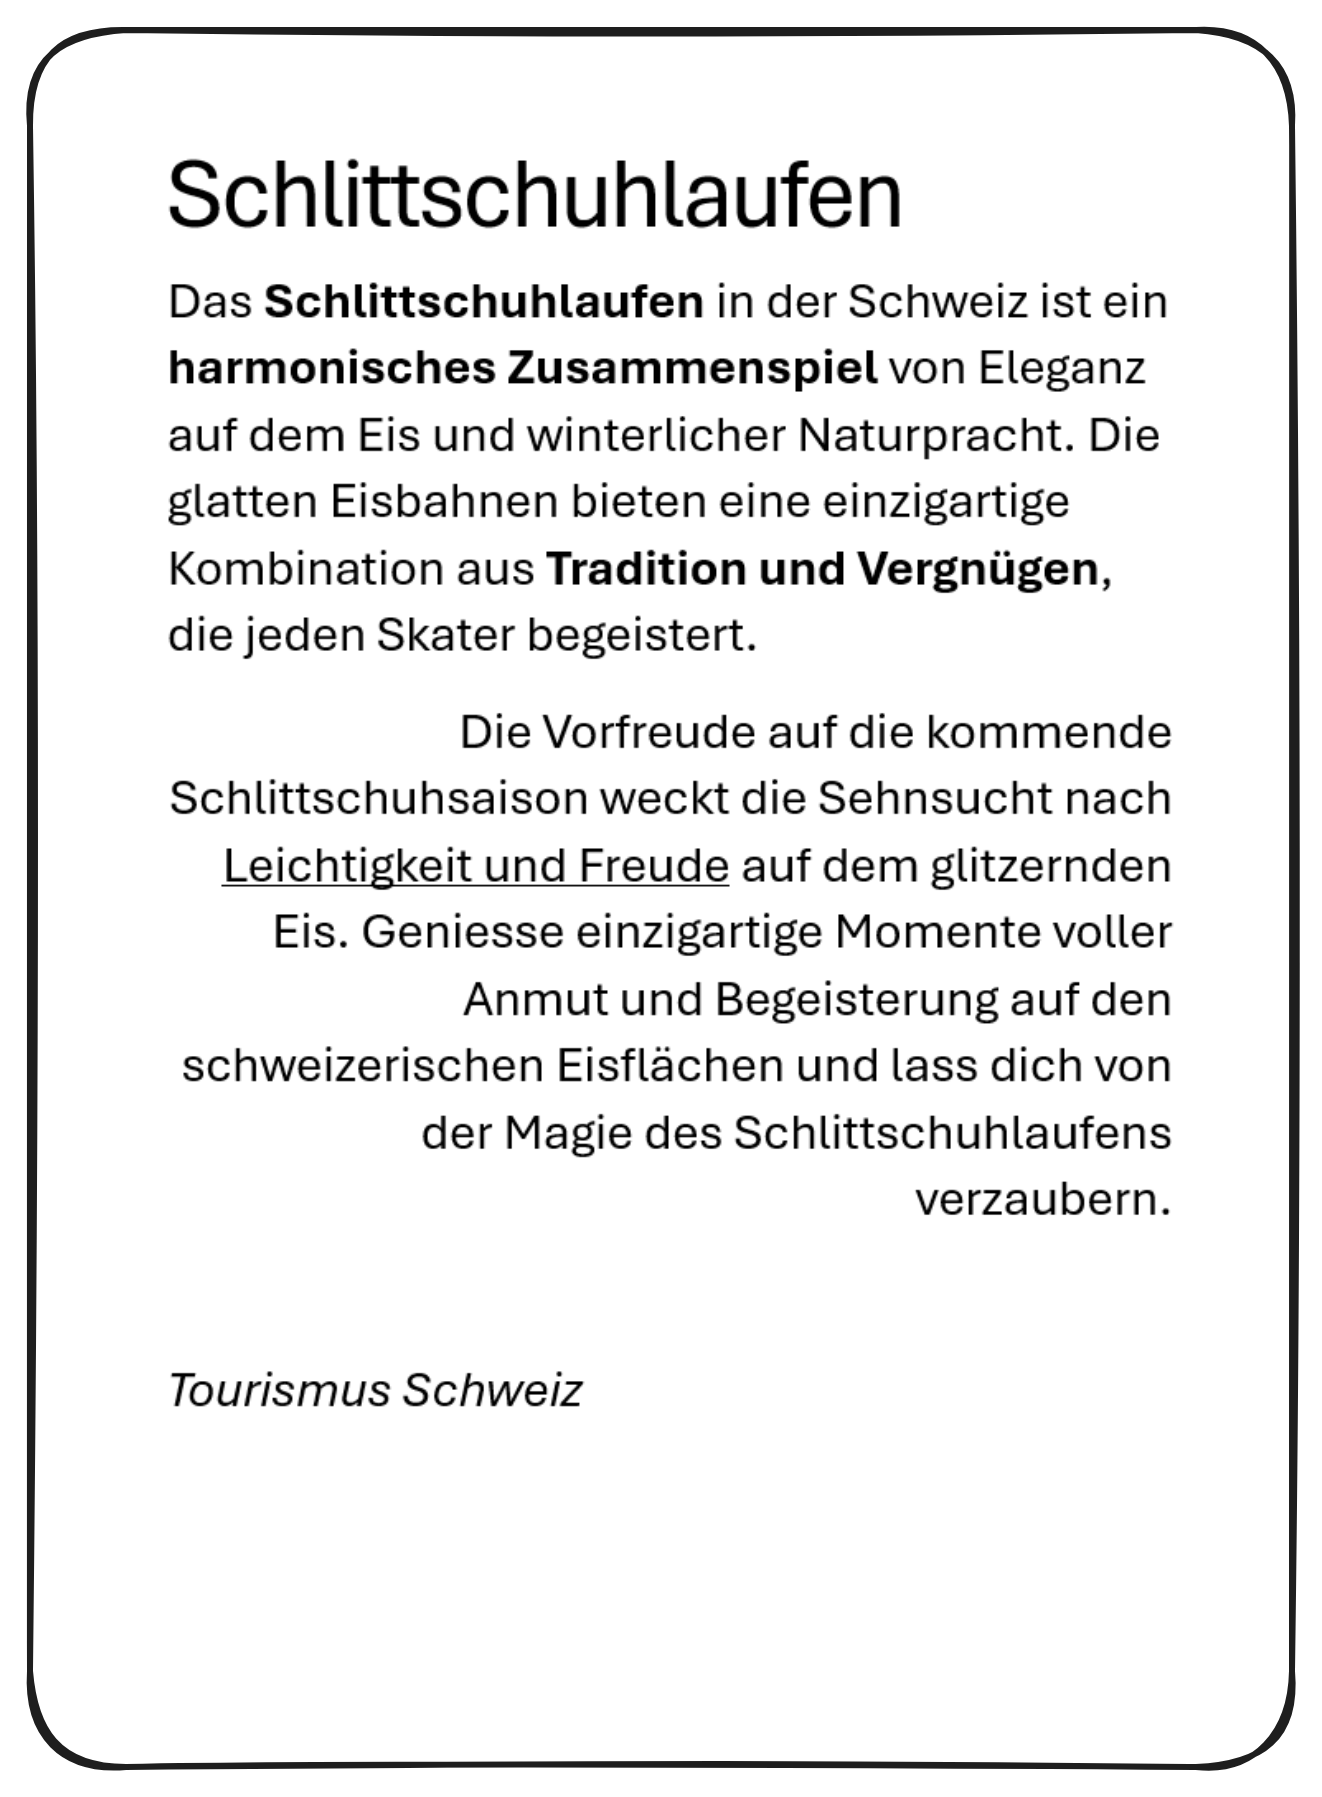 Schlittschuhlaufen
Das Schlittschuhlaufen in der Schweiz ist ein
harmonisches Zusammenspiel von Eleganz
auf dem Eis und winterlicher Naturpracht. Die
glatten Eisbahnen bieten eine einzigartige
Kombination aus Tradition und Vergnügen,
die jeden Skater begeistert.
Die Vorfreude auf die kommende
Schlittschuhsaison weckt die Sehnsucht nach
Leichtigkeit und Freude auf dem glitzernden
Eis. Geniesse einzigartige Momente voller
Anmut und Begeisterung auf den
schweizerischen Eisflächen und lass dich von
der Magie des Schlittschuhlaufens
verzaubern.
Tourismus Schweiz